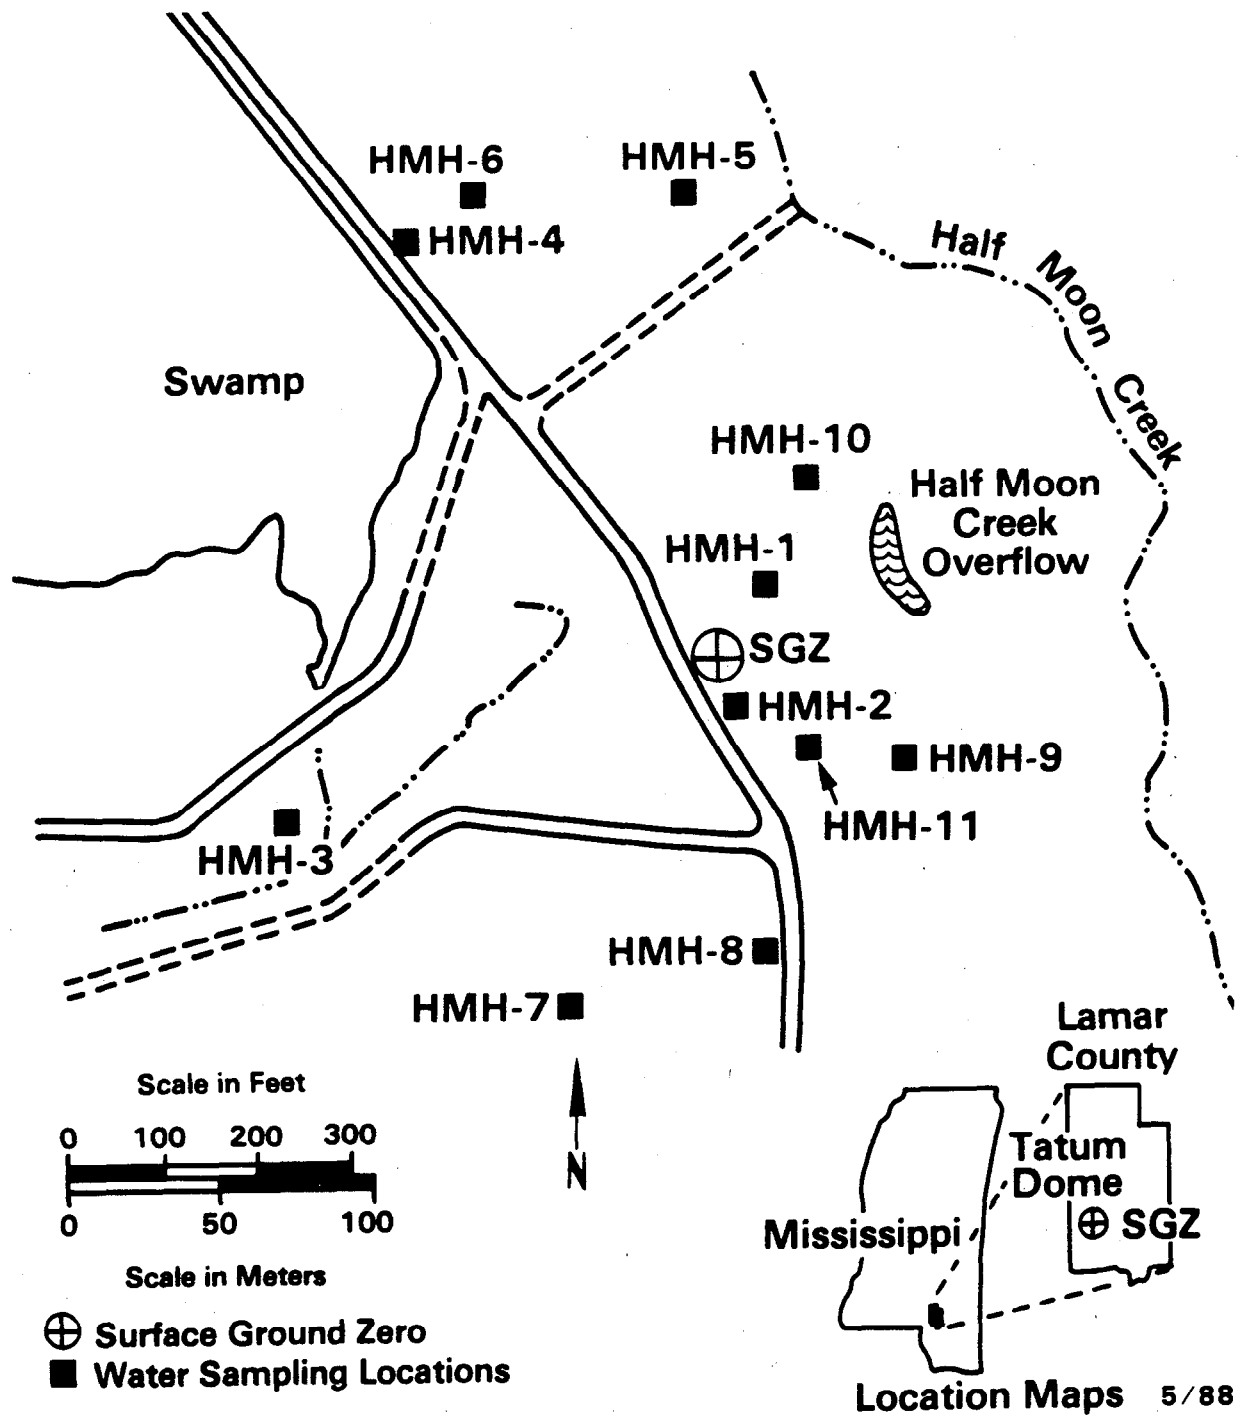 HMH-6
HMH-5
HMH-4
Half Moon Creek
Swamp
HMH-10
Half Moon
Creek
Overflow
HMH-1
SGZ
HMH-2
HMH-9
HMH-11
HMH-3
HMH-8
HMH-7
Lamar
County
Scale in Feet
0 100 200 300
0 50 100
Scale in Meters
N
Tatum
Dome
Mississippi
SGZ
Surface Ground Zero
Water Sampling Locations
Location Maps 5/88